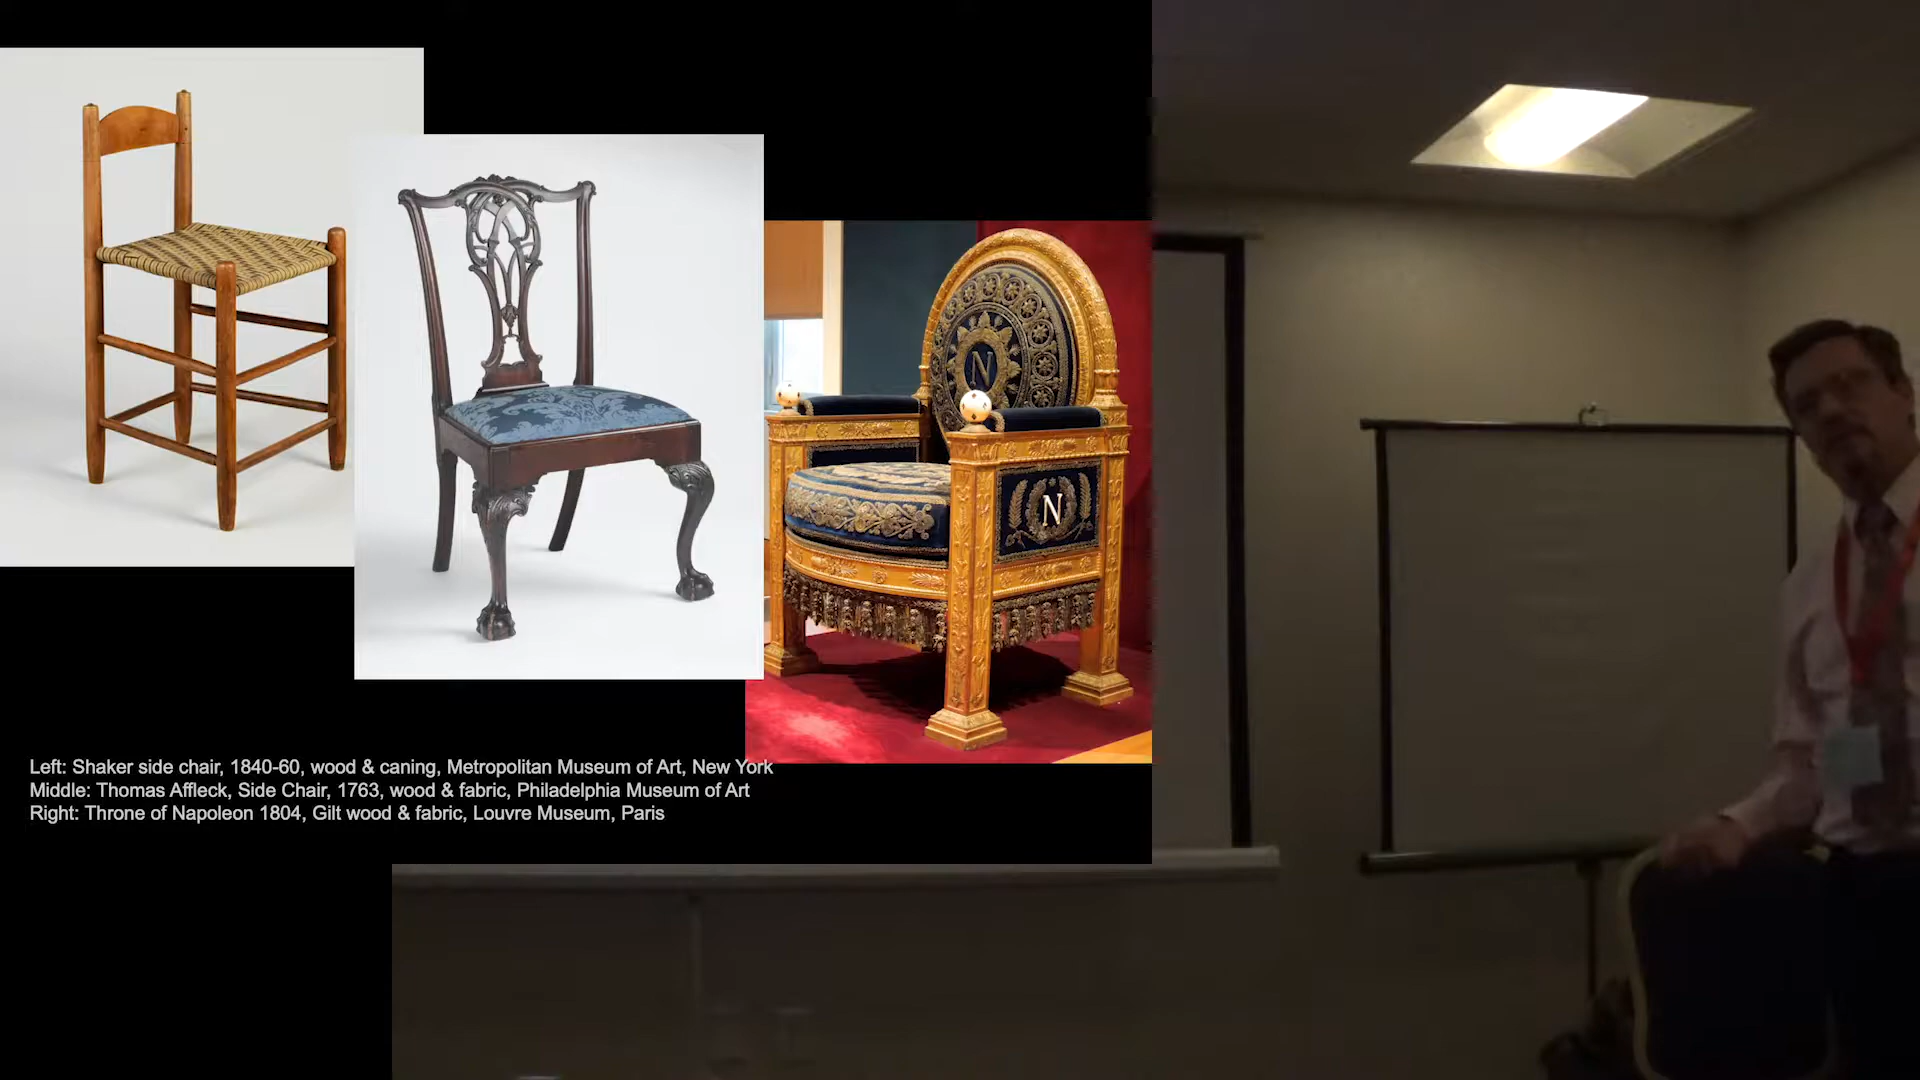 N
N
Left: Shaker side chair, 1840-60, wood & caning, Metropolitan Museum of Art, New York
Middle: Thomas Affleck, Side Chair, 1763, wood & fabric, Philadelphia Museum of Art
Right: Throne of Napoleon 1804, Gilt wood & fabric, Louvre Museum, Paris